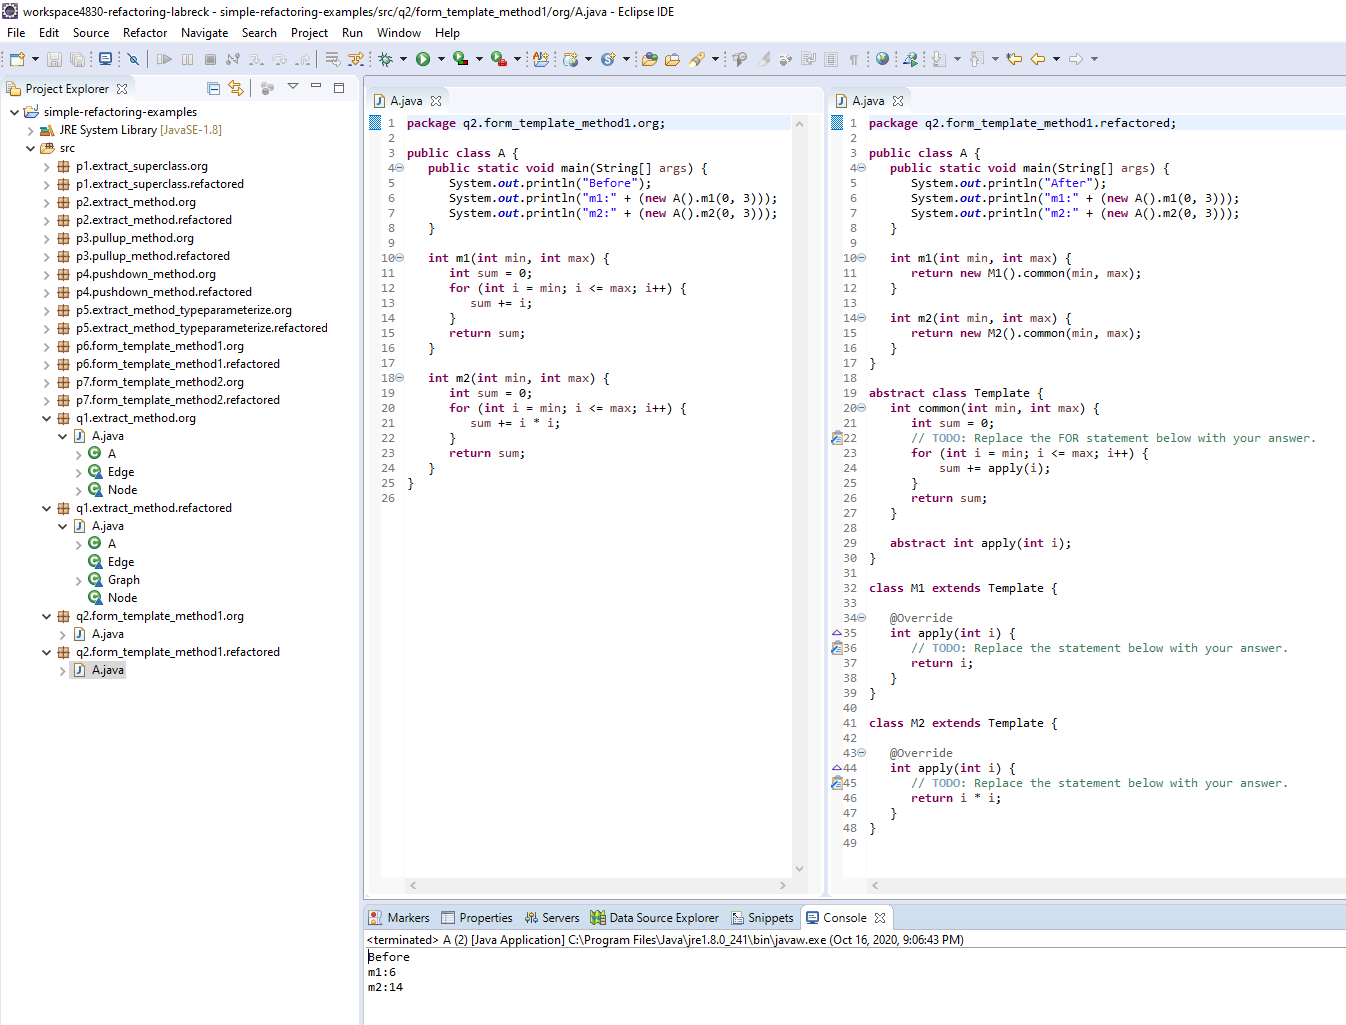 workspace4830-refactoring-labreck - simple-refactoring-examples/src/q2/form_template_method1/org/A.java - Eclipse IDE
File Edit Source Refactor Navigate Search Project Run Window Help
Project Explorer
simple-refactoring-examples
JRE System Library [JavaSE-1.8]
src
p1.extract_superclass.org
p1.extract_superclass.refactored
p2.extract_method.org
p2.extract_method.refactored
p3.pullup_method.org
p3.pullup_method.refactored
p4.pushdown_method.org
p4.pushdown_method.refactored
p5.extract_method_typeparameterize.org
p5.extract_method_typeparameterize.refactored
p6.form_template_method1.org
p6.form_template_method1.refactored
p7.form_template_method2.org
p7.form_template_method2.refactored
q1.extract_method.org
A.java
A
Edge
Node
q1.extract_method.refactored
A.java
A
Edge
Graph
Node
q2.form_template_method1.org
A.java
q2.form_template_method1.refactored
A.java
A.java
1 package q2.form_template_method1.org;
2
3 public class A {
4 public static void main(String[] args) {
5 System.out.println("Before");
6 System.out.println("m1:" + (new A().m1(0, 3)));
7 System.out.println("m2:" + (new A().m2(0, 3)));
8 }
9
10 int m1(int min, int max) {
11 int sum = 0;
12 for (int i = min; i <= max; i++) {
13 sum += i;
14 }
15 return sum;
16 }
17
18 int m2(int min, int max) {
19 int sum = 0;
20 for (int i = min; i <= max; i++) {
21 sum += i * i;
22 }
23 return sum;
24 }
25 }
26
A.java
1 package q2.form_template_method1.refactored;
2
3 public class A {
4 public static void main(String[] args) {
5 System.out.println("After");
6 System.out.println("m1:" + (new A().m1(0, 3)));
7 System.out.println("m2:" + (new A().m2(0, 3)));
8 }
9
10 int m1(int min, int max) {
11 return new M1().common(min, max);
12 }
13
14 int m2(int min, int max) {
15 return new M2().common(min, max);
16 }
17 }
18
19 abstract class Template {
20 int common(int min, int max) {
21 int sum = 0;
22 // TODO: Replace the FOR statement below with your answer.
23 for (int i = min; i <= max; i++) {
24 sum += apply(i);
25 }
26 return sum;
27 }
28
29 abstract int apply(int i);
30 }
31
32 class M1 extends Template {
33
34 @Override
35 int apply(int i) {
36 // TODO: Replace the statement below with your answer.
37 return i;
38 }
39 }
40
41 class M2 extends Template {
42
43 @Override
44 int apply(int i) {
45 // TODO: Replace the statement below with your answer.
46 return i * i;
47 }
48 }
49
Markers Properties Servers Data Source Explorer Snippets Console
<terminated> A (2) [Java Application] C:\Program Files\Java\jre1.8.0_241\bin\javaw.exe (Oct 16, 2020, 9:06:43 PM)
Before
m1:6
m2:14